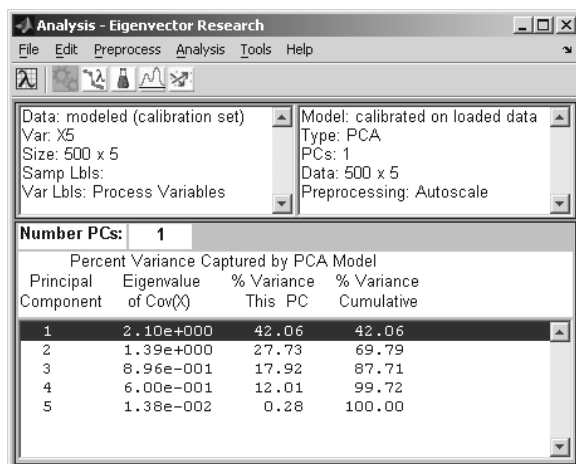 Analysis - Eigenvector Research
File Edit Preprocess Analysis Tools Help
Data: modeled (calibration set)
Var: X5
Size: 500 x 5
Samp Lbls:
Var Lbls: Process Variables
Model: calibrated on loaded data
Type: PCA
PCs: 1
Data: 500 x 5
Preprocessing: Autoscale
Number PCs: 1
Percent Variance Captured by PCA Model
Principal Eigenvalue % Variance % Variance
Component of Cov(X) This PC Cumulative
1 2.10e+000 42.06 42.06
2 1.39e+000 27.73 69.79
3 8.96e-001 17.92 87.71
4 6.00e-001 12.01 99.72
5 1.38e-002 0.28 100.00